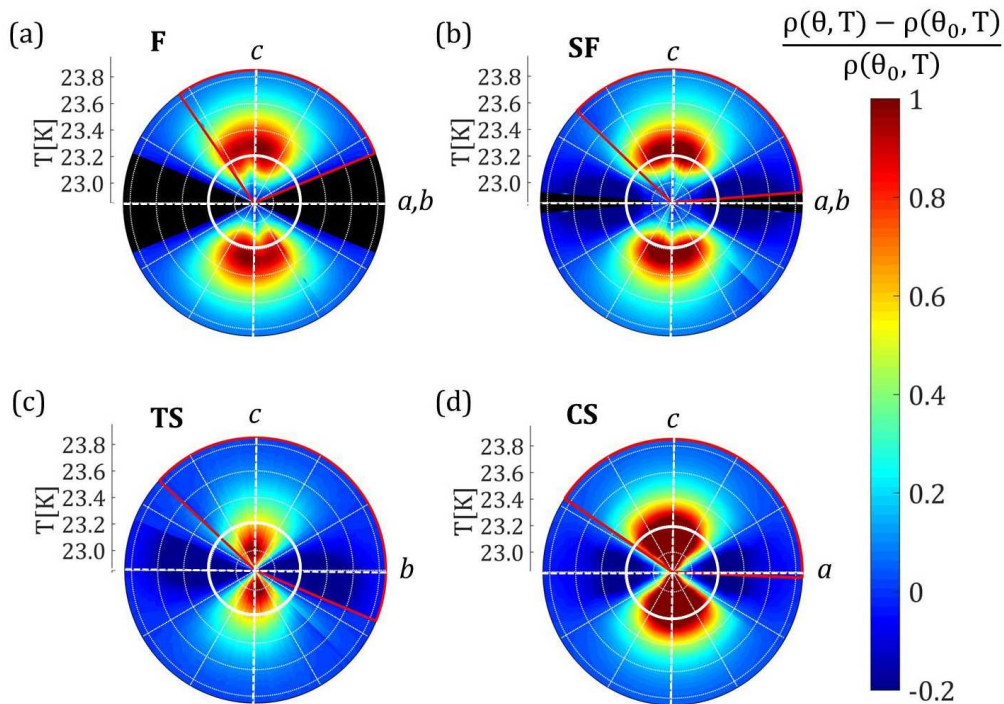 (a)
F
c
T[K]
23.8
23.6
23.4
23.2
23.0
a,b
(b)
SF
c
T[K]
23.8
23.6
23.4
23.2
23.0
a,b
ρ(θ, T) − ρ(θ₀, T)
ρ(θ₀, T)
1
0.8
0.6
0.4
0.2
0
-0.2
(c)
TS
c
T[K]
23.8
23.6
23.4
23.2
23.0
b
(d)
CS
c
T[K]
23.8
23.6
23.4
23.2
23.0
a